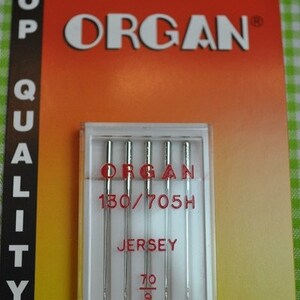 ORGAN®
TOP QUALITY
ORGAN
130/705H
JERSEY
70
9